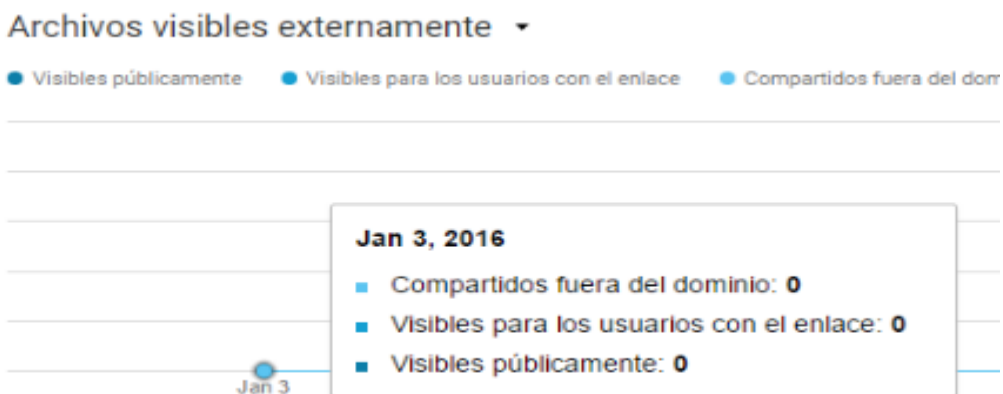 Archivos visibles externamente
Visibles públicamente Visibles para los usuarios con el enlace Compartidos fuera del dom
Jan 3, 2016
Compartidos fuera del dominio: 0
Visibles para los usuarios con el enlace: 0
Visibles públicamente: 0
Jan 3